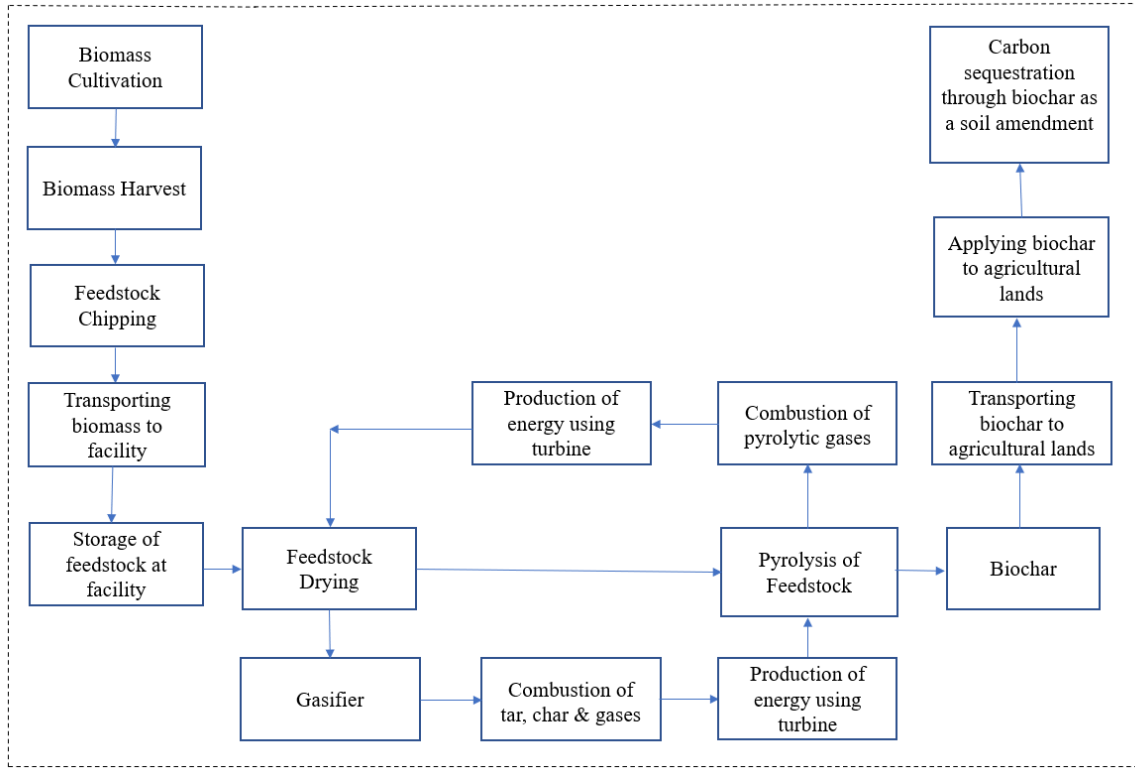 Biomass
Cultivation
Biomass Harvest
Feedstock
Chipping
Transporting
biomass to
facility
Storage of
feedstock at
facility
Feedstock
Drying
Gasifier
Combustion of
tar, char & gases
Production of
energy using
turbine
Pyrolysis of
Feedstock
Combustion of
pyrolytic gases
Production of
energy using
turbine
Biochar
Transporting
biochar to
agricultural lands
Applying biochar
to agricultural
lands
Carbon
sequestration
through biochar as
a soil amendment